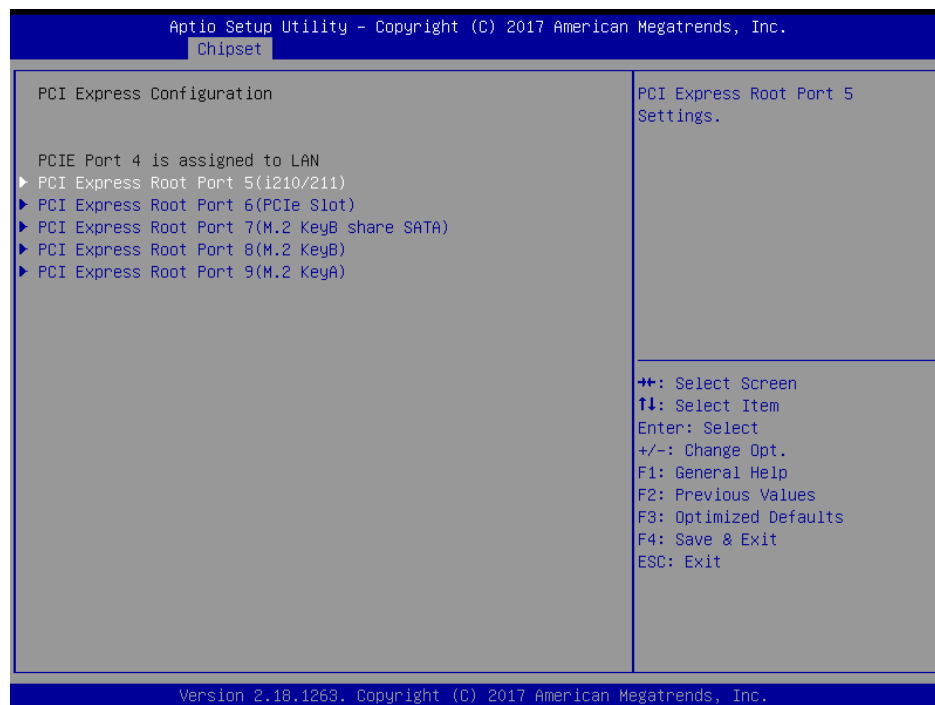 Aptio Setup Utility – Copyright (C) 2017 American Megatrends, Inc.
Chipset
PCI Express Configuration
PCIE Port 4 is assigned to LAN
▶ PCI Express Root Port 5(i210/211)
▶ PCI Express Root Port 6(PCIe Slot)
▶ PCI Express Root Port 7(M.2 KeyB share SATA)
▶ PCI Express Root Port 8(M.2 KeyB)
▶ PCI Express Root Port 9(M.2 KeyA)
PCI Express Root Port 5
Settings.
→←: Select Screen
↑↓: Select Item
Enter: Select
+/-: Change Opt.
F1: General Help
F2: Previous Values
F3: Optimized Defaults
F4: Save & Exit
ESC: Exit
Version 2.18.1263. Copyright (C) 2017 American Megatrends, Inc.